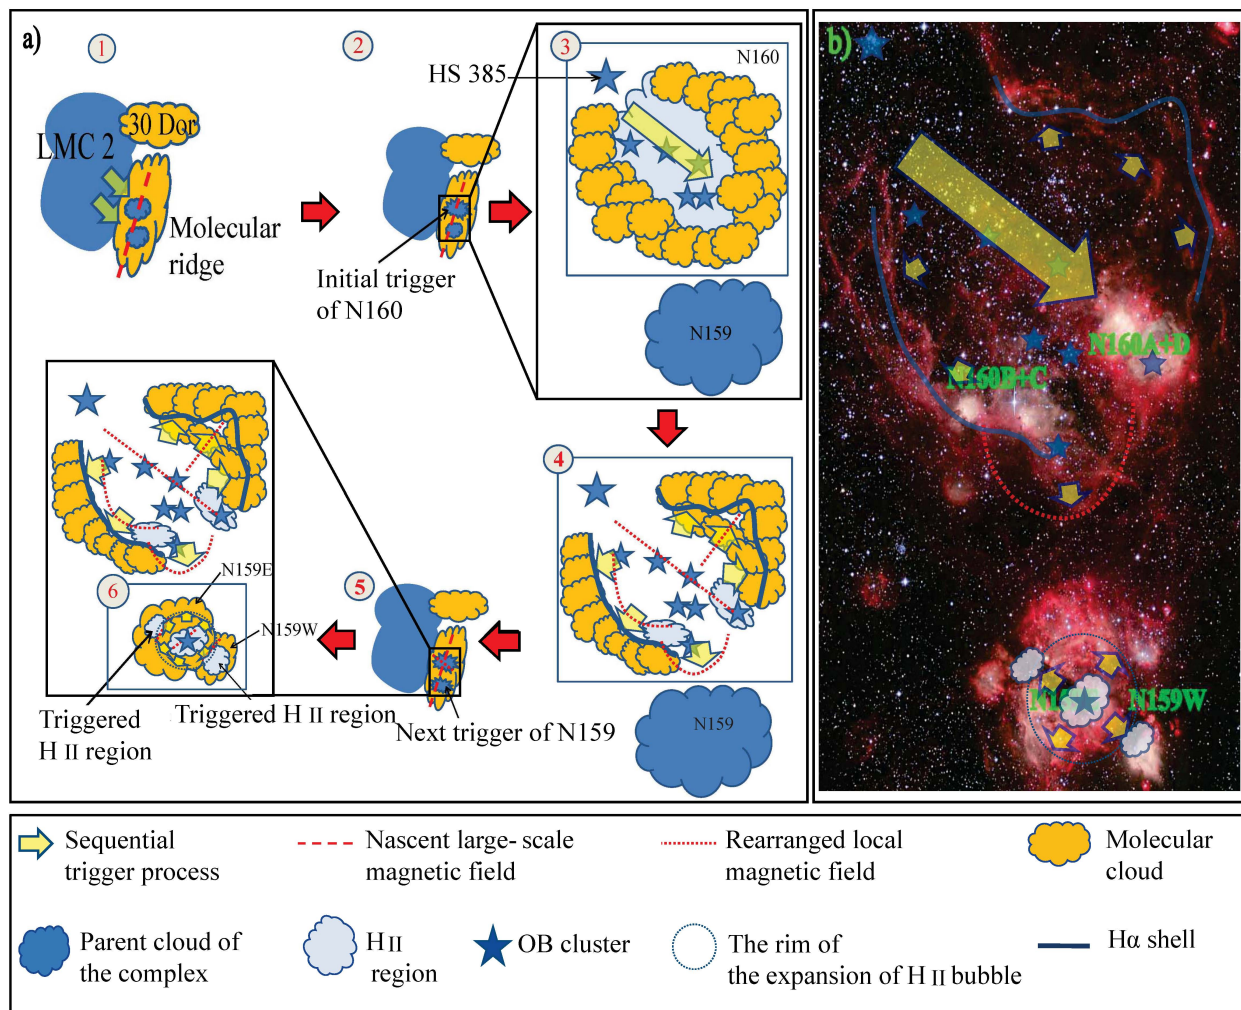 a)
1
LMC 2
30 Dor
Molecular
ridge
2
Initial trigger
of N160
3
N160
HS 385
N159
4
N159
5
Next trigger of N159
6
N159E
N159W
Triggered
H II region
Triggered H II region
b)
N160A+D
N160B+C
N159W
Sequential
trigger process
Nascent large-scale
magnetic field
Rearranged local
magnetic field
Molecular
cloud
Parent cloud of
the complex
H II
region
OB cluster
The rim of
the expansion of H II bubble
Hα shell